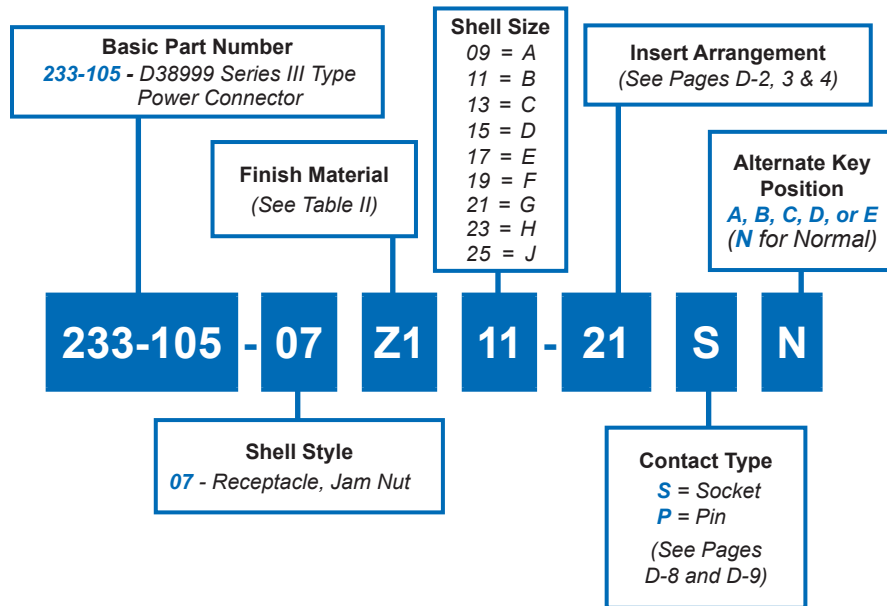 Basic Part Number
233-105 - D38999 Series III Type
Power Connector
Finish Material
(See Table II)
Shell Size
09 = A
11 = B
13 = C
15 = D
17 = E
19 = F
21 = G
23 = H
25 = J
Insert Arrangement
(See Pages D-2, 3 & 4)
Alternate Key
Position
A, B, C, D, or E
(N for Normal)
233-105 - 07 Z1 11 - 21 S N
Shell Style
07 - Receptacle, Jam Nut
Contact Type
S = Socket
P = Pin
(See Pages
D-8 and D-9)